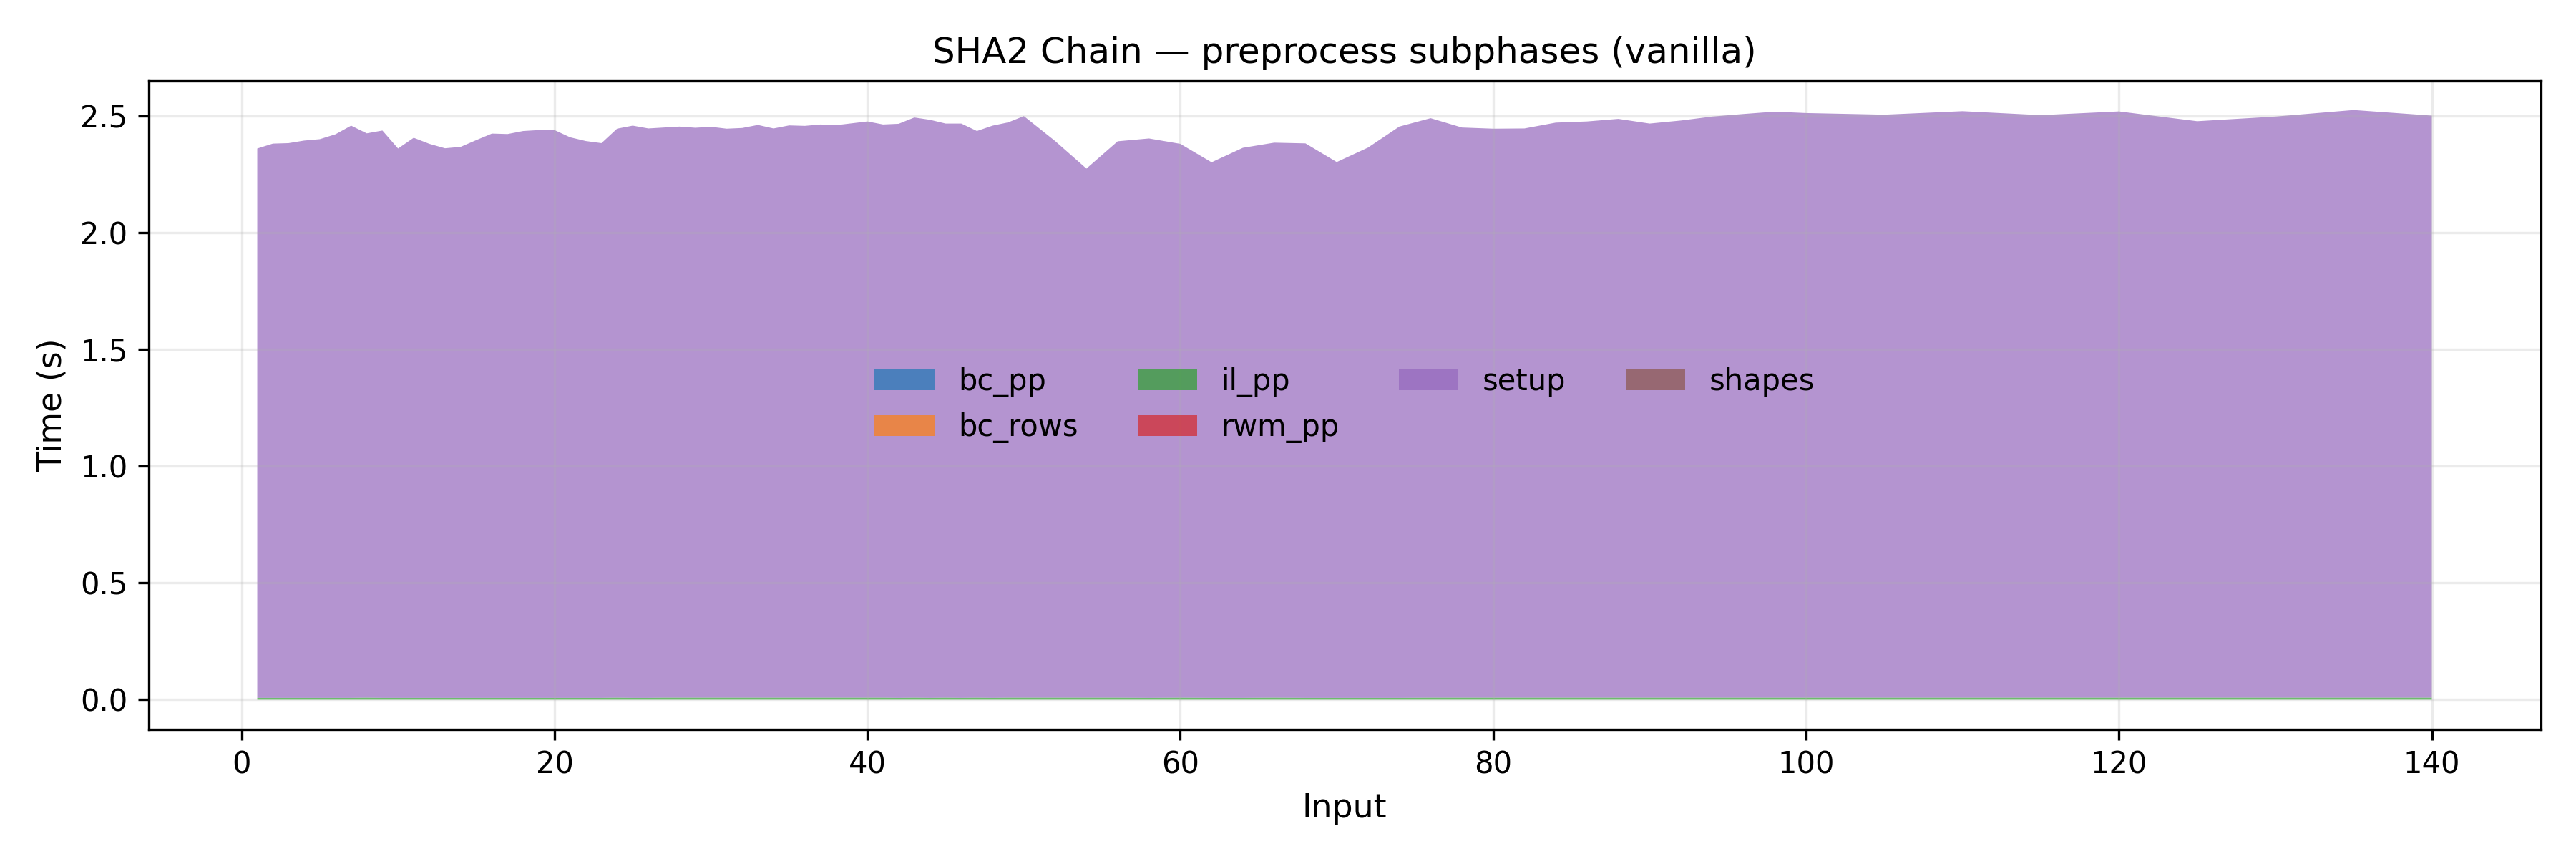 SHA2 Chain — preprocess subphases (vanilla)
2.5
2.0
1.5
1.0
0.5
0.0
Time (s)
bc_pp il_pp setup shapes
bc_rows rwm_pp
0 20 40 60 80 100 120 140
Input